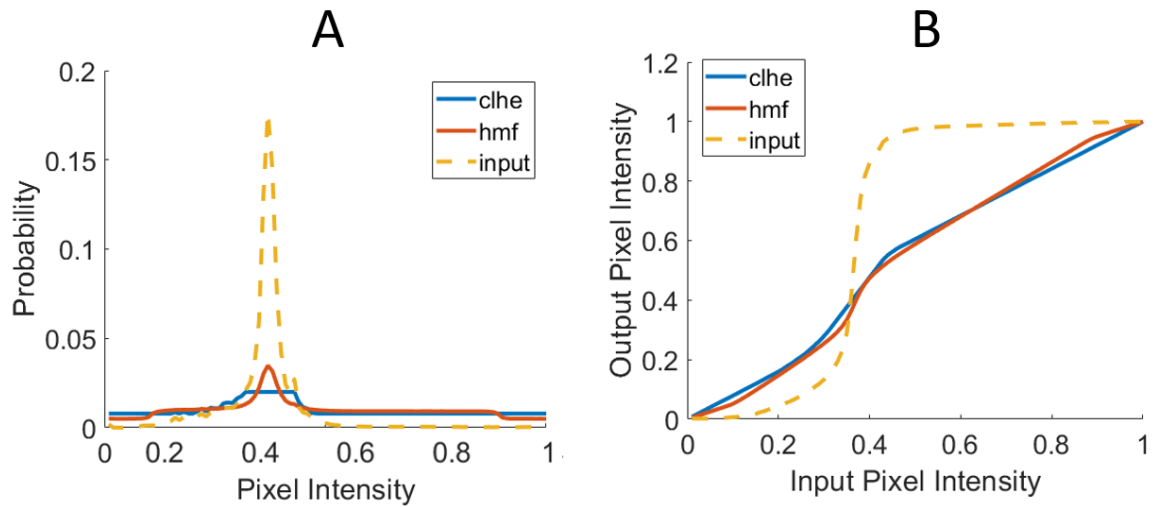 A
B
0.2
0.15
0.1
0.05
0
Probability
clhe
hmf
input
0
0.2
0.4
0.6
0.8
1
Pixel Intensity
1.2
1
0.8
0.6
0.4
0.2
0
Output Pixel Intensity
clhe
hmf
input
0
0.2
0.4
0.6
0.8
1
Input Pixel Intensity